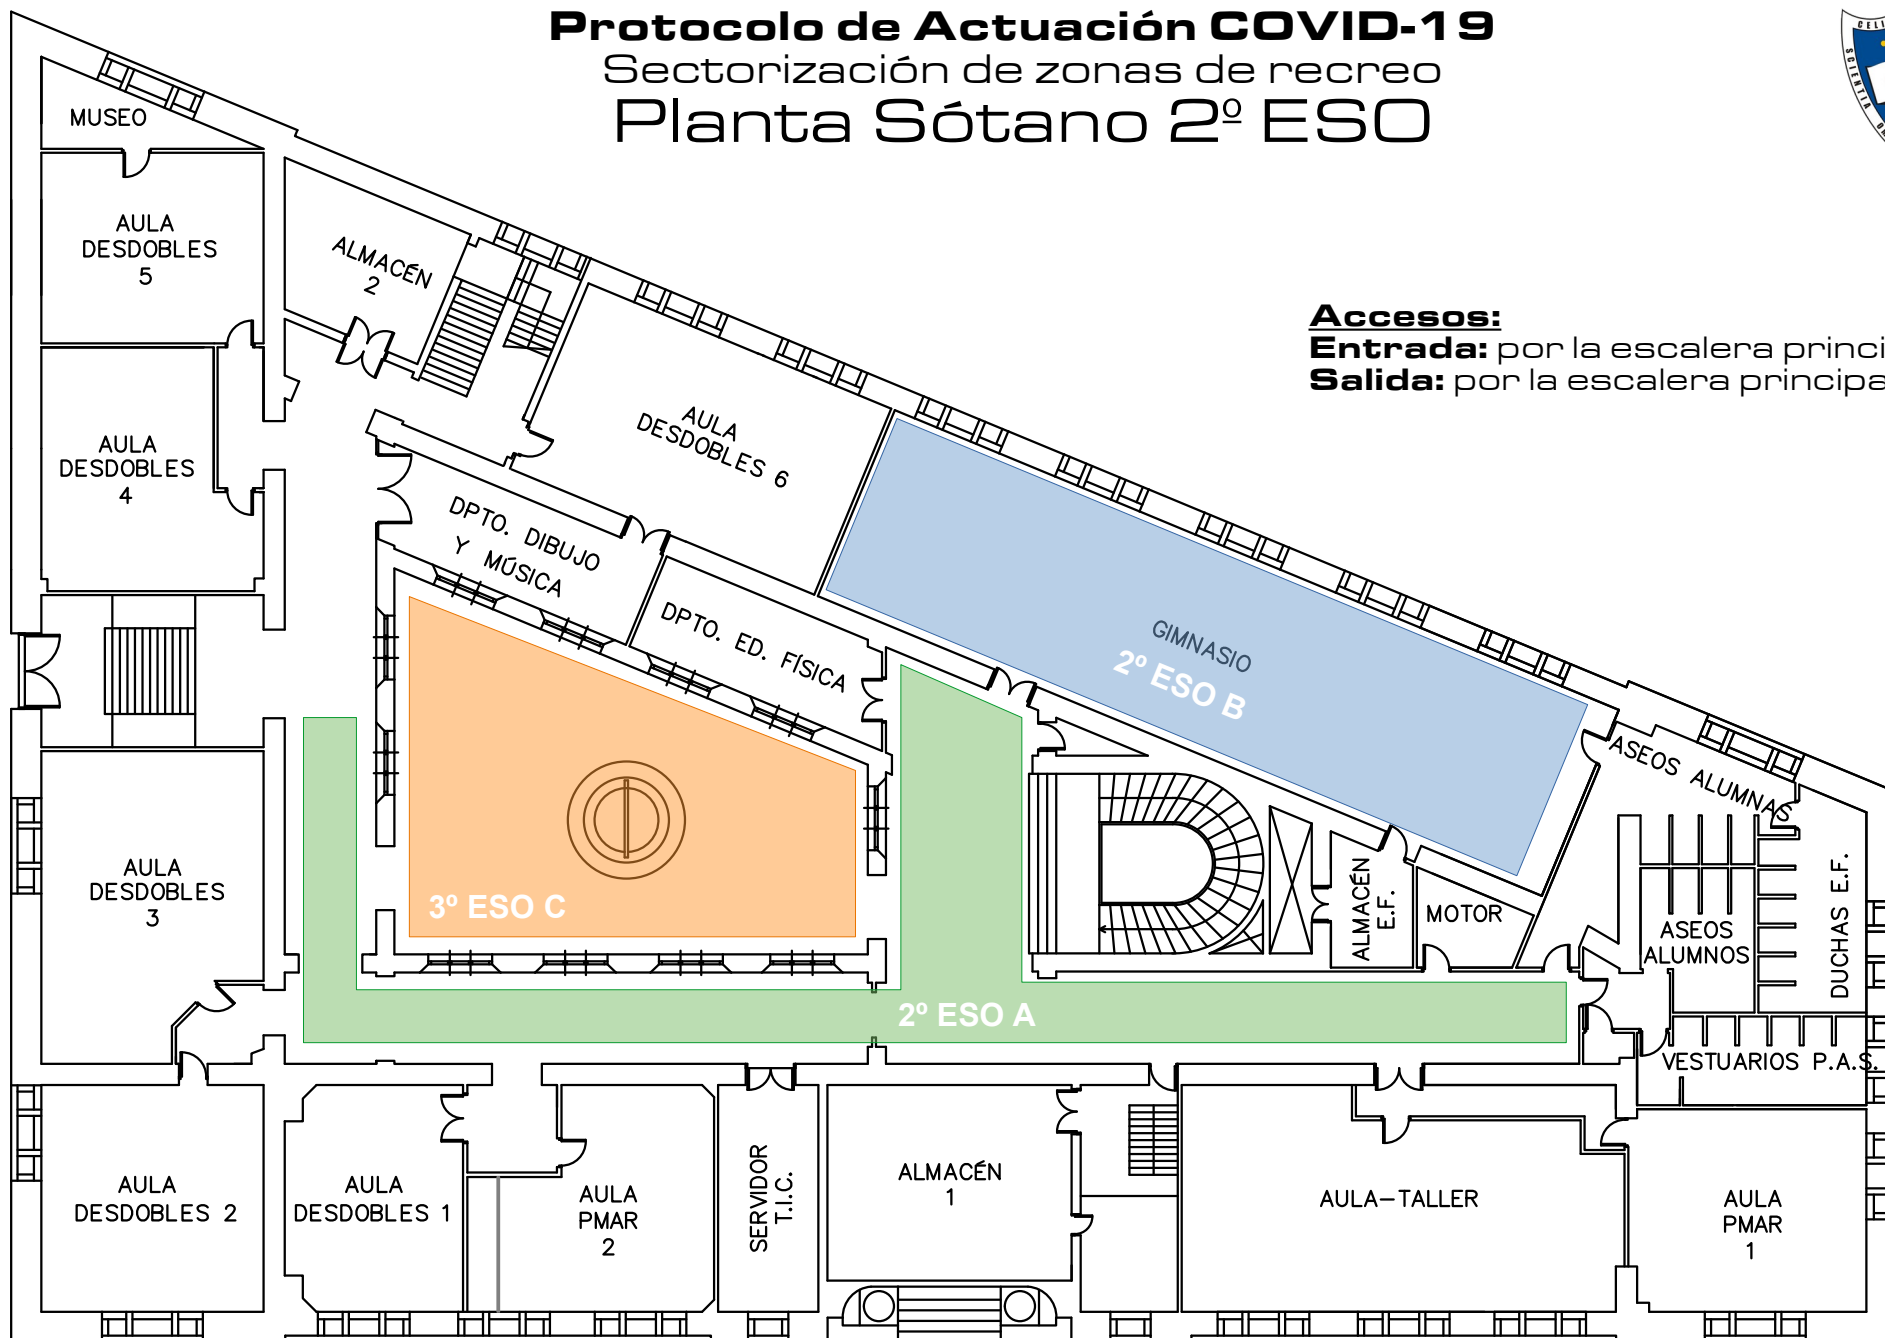 Protocolo de Actuación COVID-19
Sectorización de zonas de recreo
Planta Sótano 2º ESO
CELI
SCIENTIA
Accesos:
Entrada: por la escalera princi
Salida: por la escalera principa
MUSEO
AULA
DESDOBLES
5
ALMACÉN
2
AULA
DESDOBLES
4
AULA
DESDOBLES 6
DPTO. DIBUJO
Y MÚSICA
DPTO. ED. FÍSICA
GIMNASIO
2º ESO B
ASEOS ALUMNAS
AULA
DESDOBLES
3
3º ESO C
2º ESO A
ALMACÉN
E.F.
MOTOR
ASEOS
ALUMNOS
DUCHAS E.F.
VESTUARIOS P.A.S.
AULA
DESDOBLES 2
AULA
DESDOBLES 1
AULA
PMAR
2
SERVIDOR
T.I.C.
ALMACÉN
1
AULA-TALLER
AULA
PMAR
1